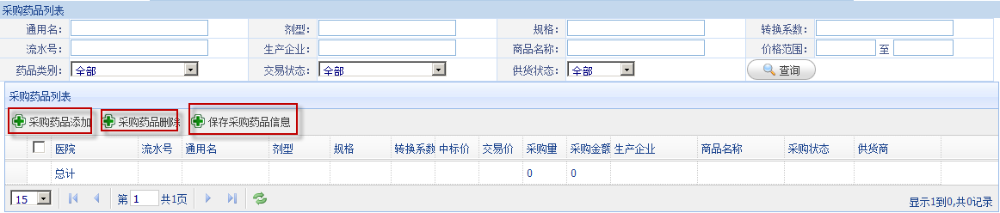 采购药品列表
通用名: 剂型: 规格: 转换系数:
流水号: 生产企业: 商品名称: 价格范围: 至
药品类别: 全部 交易状态: 全部 供货状态: 全部 查询
采购药品列表
采购药品添加 采购药品删除 保存采购药品信息
医院 流水号 通用名 剂型 规格 转换系数 中标价 交易价 采购量 采购金额 生产企业 商品名称 采购状态 供货商
总计 0 0
15 第 1 共1页 显示1到0,共0记录